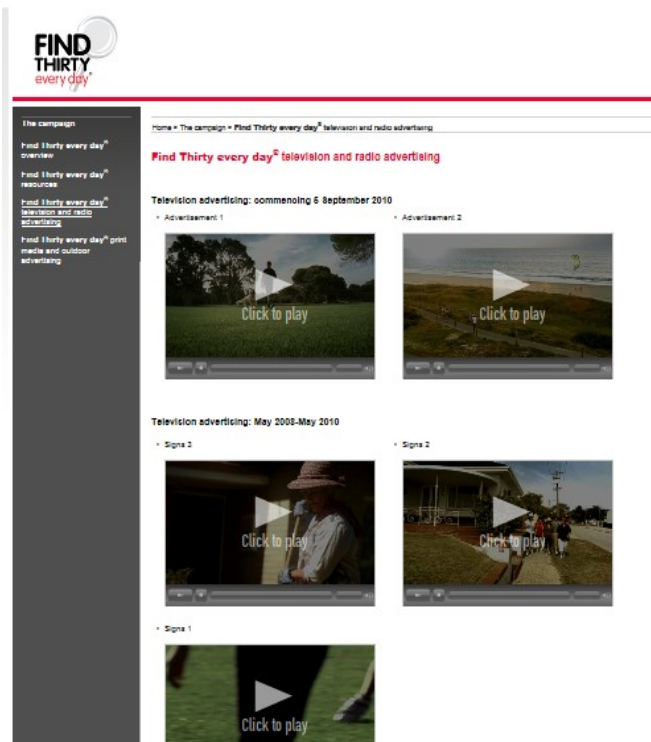 FIND
THIRTY
every day®
The campaign
Find Thirty every day®
overview
Find Thirty every day®
resources
Find Thirty every day®
television and radio
advertising
Find Thirty every day® print
media and outdoor
advertising
Home > The campaign > Find Thirty every day® television and radio advertising
Find Thirty every day® television and radio advertising
Television advertising: commencing 5 September 2010
Advertisement 1
Advertisement 2
Click to play
Click to play
Television advertising: May 2008-May 2010
Signs 3
Signs 2
Click to play
Click to play
Signs 1
Click to play